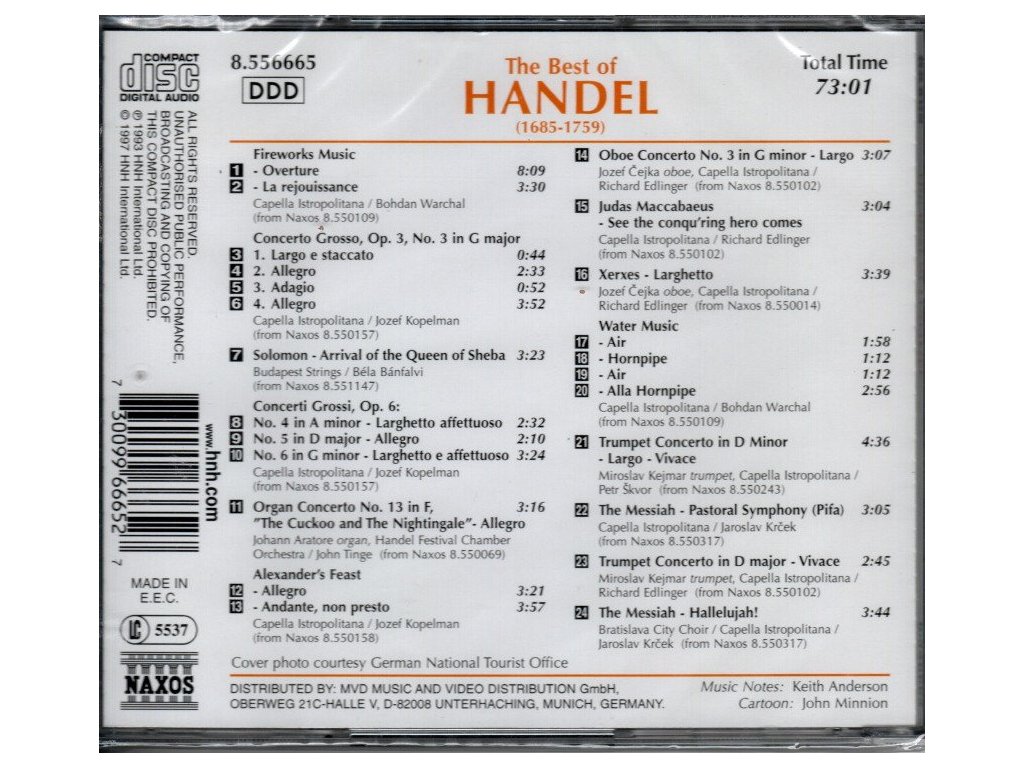 COMPACT
disc
DIGITAL AUDIO
ALL RIGHTS RESERVED.
UNAUTHORISED PUBLIC PERFORMANCE,
BROADCASTING AND COPYING OF
THIS COMPACT DISC PROHIBITED.
℗ 1993 HNH International Ltd.
© 1997 HNH International Ltd.
7 30099 66652 7
www.hnh.com
MADE IN
E.E.C.
LC 5537
NAXOS
8.556665
DDD
The Best of
HANDEL
(1685-1759)
Total Time
73:01
Fireworks Music
1 - Overture 8:09
2 - La rejouissance 3:30
Capella Istropolitana / Bohdan Warchal
(from Naxos 8.550109)
Concerto Grosso, Op. 3, No. 3 in G major
3 1. Largo e staccato 0:44
4 2. Allegro 2:33
5 3. Adagio 0:52
6 4. Allegro 3:52
Capella Istropolitana / Jozef Kopelman
(from Naxos 8.550157)
7 Solomon - Arrival of the Queen of Sheba 3:23
Budapest Strings / Béla Bánfalvi
(from Naxos 8.551147)
Concerti Grossi, Op. 6:
8 No. 4 in A minor - Larghetto affettuoso 2:32
9 No. 5 in D major - Allegro 2:10
10 No. 6 in G minor - Larghetto e affettuoso 3:24
Capella Istropolitana / Jozef Kopelman
(from Naxos 8.550157)
11 Organ Concerto No. 13 in F, 3:16
"The Cuckoo and The Nightingale"- Allegro
Johann Aratore organ, Handel Festival Chamber
Orchestra / John Tinge (from Naxos 8.550069)
Alexander's Feast
12 - Allegro 3:21
13 - Andante, non presto 3:57
Capella Istropolitana / Jozef Kopelman
(from Naxos 8.550158)
14 Oboe Concerto No. 3 in G minor - Largo 3:07
Jozef Čejka oboe, Capella Istropolitana /
Richard Edlinger (from Naxos 8.550102)
15 Judas Maccabaeus 3:04
- See the conqu'ring hero comes
Capella Istropolitana / Richard Edlinger
(from Naxos 8.550102)
16 Xerxes - Larghetto 3:39
Jozef Čejka oboe, Capella Istropolitana /
Richard Edlinger (from Naxos 8.550014)
Water Music
17 - Air 1:58
18 - Hornpipe 1:12
19 - Air 1:12
20 - Alla Hornpipe 2:56
Capella Istropolitana / Bohdan Warchal
(from Naxos 8.550109)
21 Trumpet Concerto in D Minor 4:36
- Largo - Vivace
Miroslav Kejmar trumpet, Capella Istropolitana /
Petr Škvor (from Naxos 8.550243)
22 The Messiah - Pastoral Symphony (Pifa) 3:05
Capella Istropolitana / Jaroslav Krček
(from Naxos 8.550317)
23 Trumpet Concerto in D major - Vivace 2:45
Miroslav Kejmar trumpet, Capella Istropolitana /
Richard Edlinger (from Naxos 8.550102)
24 The Messiah - Hallelujah! 3:44
Bratislava City Choir / Capella Istropolitana /
Jaroslav Krček (from Naxos 8.550317)
Cover photo courtesy German National Tourist Office
DISTRIBUTED BY: MVD MUSIC AND VIDEO DISTRIBUTION GmbH,
OBERWEG 21C-HALLE V, D-82008 UNTERHACHING, MUNICH, GERMANY.
Music Notes: Keith Anderson
Cartoon: John Minnion